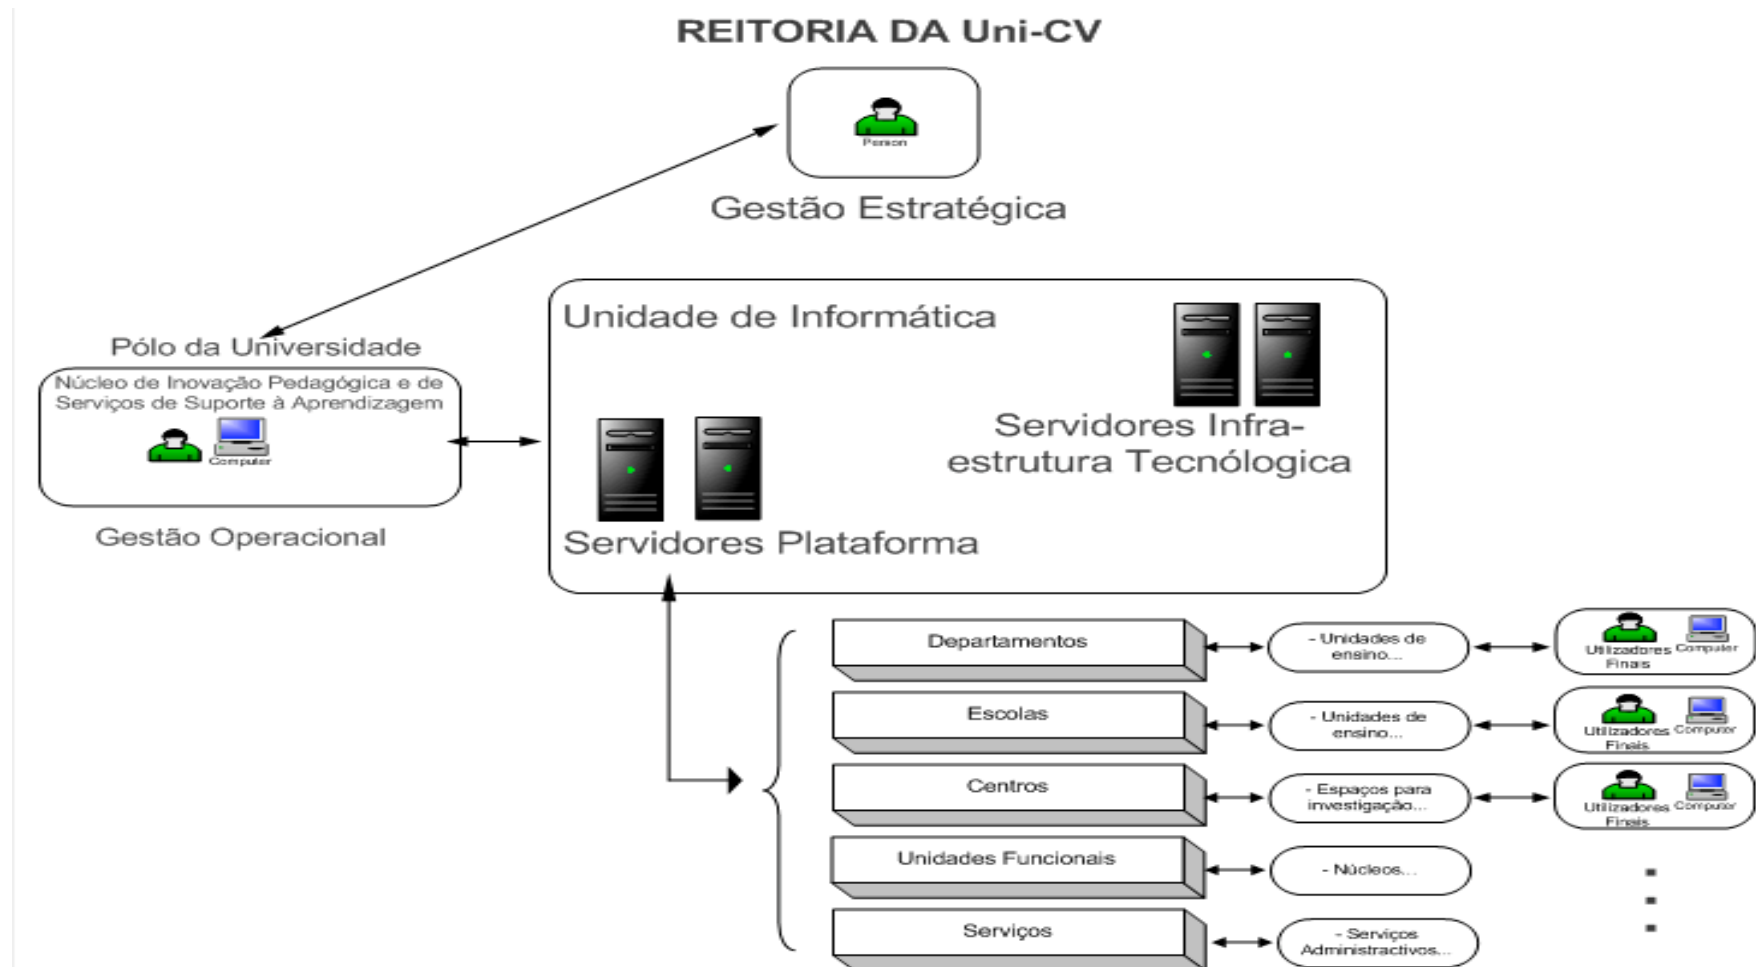 REITORIA DA Uni-CV
Person
Gestão Estratégica
Pólo da Universidade
Núcleo de Inovação Pedagógica e de
Serviços de Suporte à Aprendizagem
Computer
Gestão Operacional
Unidade de Informática
Servidores Infra-
estrutura Tecnólogica
Servidores Plataforma
Departamentos
- Unidades de
ensino...
Utilizadores Computer
Finais
Escolas
- Unidades de
ensino...
Utilizadores Computer
Finais
Centros
- Espaços para
investigação...
Utilizadores Computer
Finais
Unidades Funcionais
- Núcleos...
Serviços
- Serviços
Administractivos...